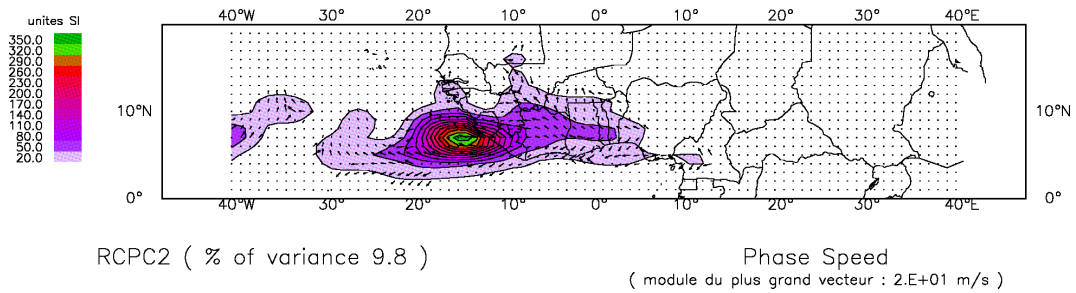 40°W 30° 20° 10° 0° 10° 20° 30° 40°E
unites SI
350.0
320.0
290.0
260.0
230.0
200.0
170.0
140.0
110.0
80.0
50.0
20.0
10°N 10°N
0° 0°
40°W 30° 20° 10° 0° 10° 20° 30° 40°E
RCPC2 ( % of variance 9.8 ) Phase Speed
( module du plus grand vecteur : 2.E+01 m/s )